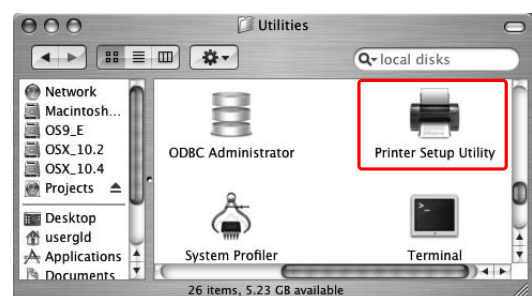 Utilities
local disks
Network
Macintosh...
OS9_E
OSX_10.2
OSX_10.4
Projects
Desktop
usergld
Applications
Documents
ODBC Administrator
Printer Setup Utility
System Profiler
>_
Terminal
26 items, 5.23 GB available